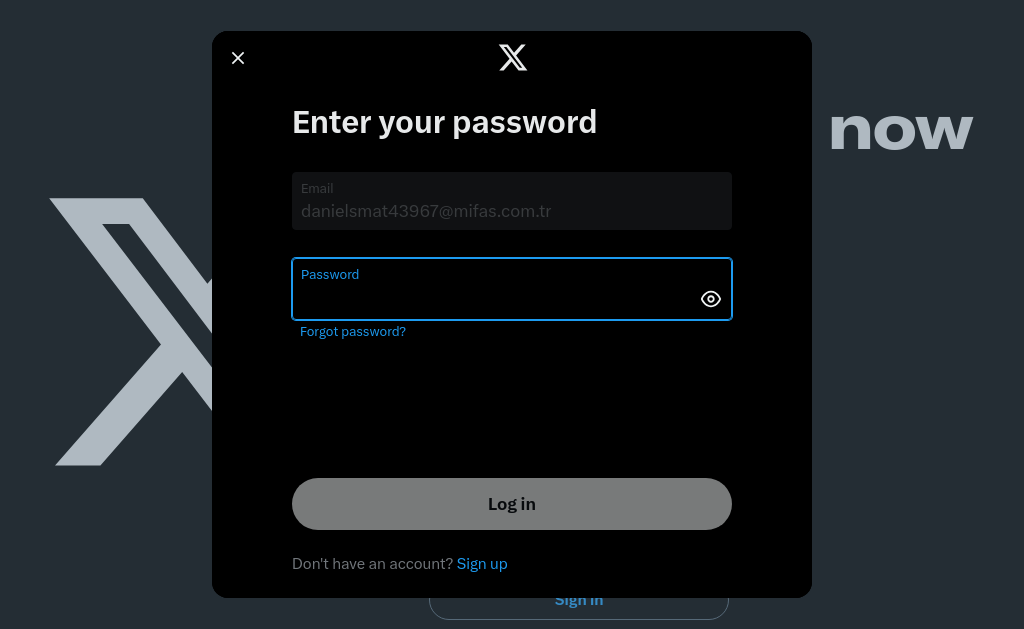 now
Enter your password
Email
danielsmat43967@mifas.com.tr
Password
Forgot password?
Log in
Don't have an account? Sign up
Sign in